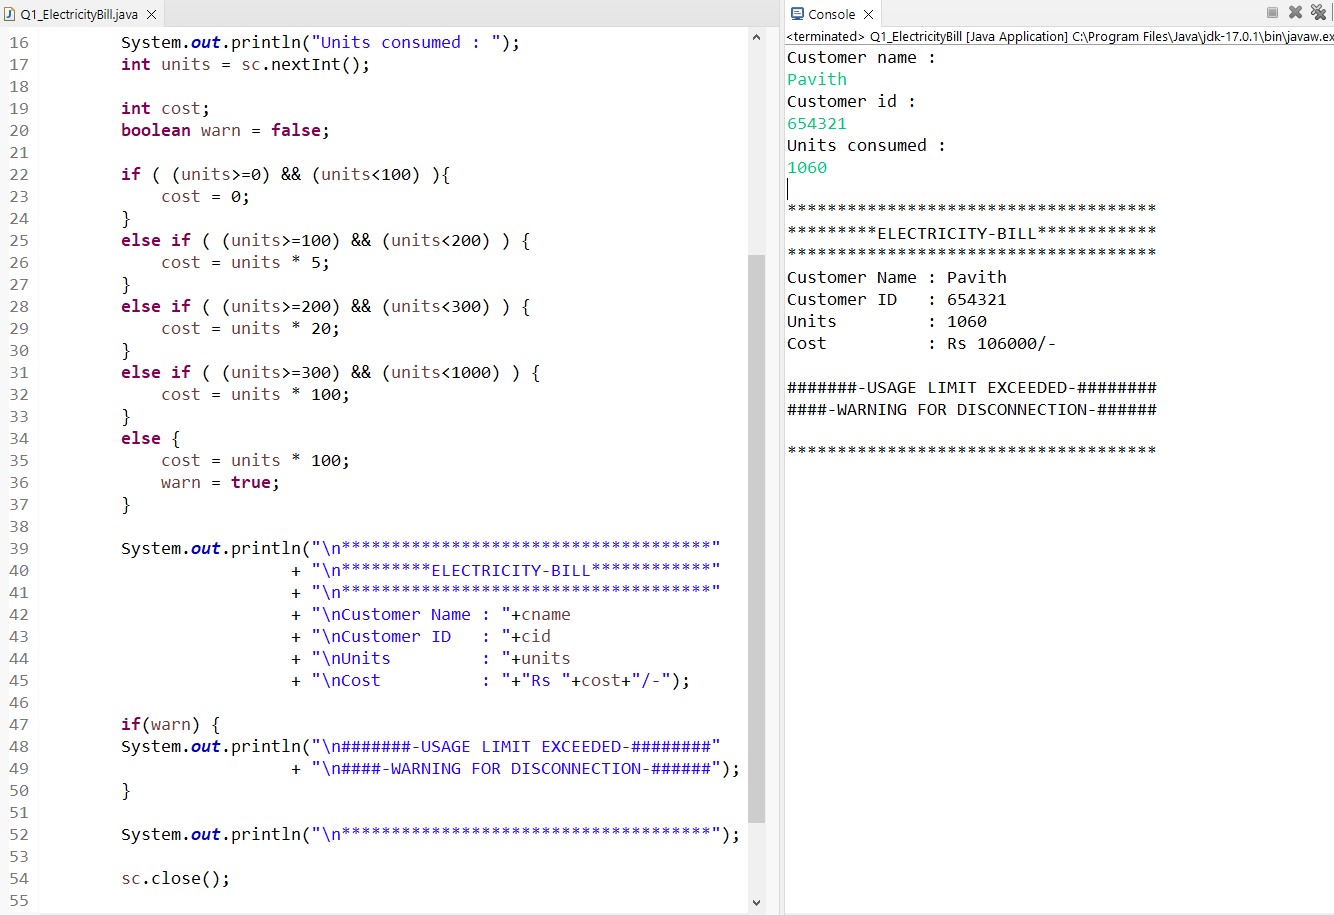 Q1_ElectricityBill.java
16 System.out.println("Units consumed : ");
17 int units = sc.nextInt();
18
19 int cost;
20 boolean warn = false;
21
22 if ( (units>=0) && (units<100) ){
23     cost = 0;
24 }
25 else if ( (units>=100) && (units<200) ) {
26     cost = units * 5;
27 }
28 else if ( (units>=200) && (units<300) ) {
29     cost = units * 20;
30 }
31 else if ( (units>=300) && (units<1000) ) {
32     cost = units * 100;
33 }
34 else {
35     cost = units * 100;
36     warn = true;
37 }
38
39 System.out.println("\n*************************************"
40                  + "\n*********ELECTRICITY-BILL************"
41                  + "\n*************************************"
42                  + "\nCustomer Name : "+cname
43                  + "\nCustomer ID   : "+cid
44                  + "\nUnits         : "+units
45                  + "\nCost          : "+"Rs "+cost+"/-");
46
47 if(warn) {
48 System.out.println("\n#######-USAGE LIMIT EXCEEDED-########"
49                  + "\n####-WARNING FOR DISCONNECTION-######");
50 }
51
52 System.out.println("\n*************************************");
53
54 sc.close();
55
Console
<terminated> Q1_ElectricityBill [Java Application] C:\Program Files\Java\jdk-17.0.1\bin\javaw.ex
Customer name :
Pavith
Customer id :
654321
Units consumed :
1060
*************************************
*********ELECTRICITY-BILL************
*************************************
Customer Name : Pavith
Customer ID   : 654321
Units         : 1060
Cost          : Rs 106000/-
#######-USAGE LIMIT EXCEEDED-########
####-WARNING FOR DISCONNECTION-######
*************************************